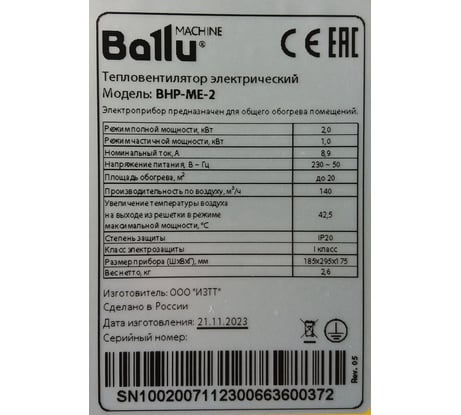 MACHINE
Ballu®
CE EAC
Тепловентилятор электрический
Модель: BHP-ME-2
Электроприбор предназначен для общего обогрева помещений.
Режим полной мощности, кВт 2,0
Режим частичной мощности, кВт 1,0
Номинальный ток, А 8,9
Напряжение питания, В ~ Гц 230 ~ 50
Площадь обогрева, м² до 20
Производительность по воздуху, м³/ч 140
Увеличение температуры воздуха
на выходе из решетки в режиме 42,5
максимальной мощности, °С
Степень защиты IP20
Класс электрозащиты I класс
Размер прибора (ШхВхГ), мм 185x295x175
Вес нетто, кг 2,6
Изготовитель: ООО "ИЗТТ"
Сделано в России
Дата изготовления: 21.11.2023
Серийный номер:
Rev. 05
SN1002007112300663600372